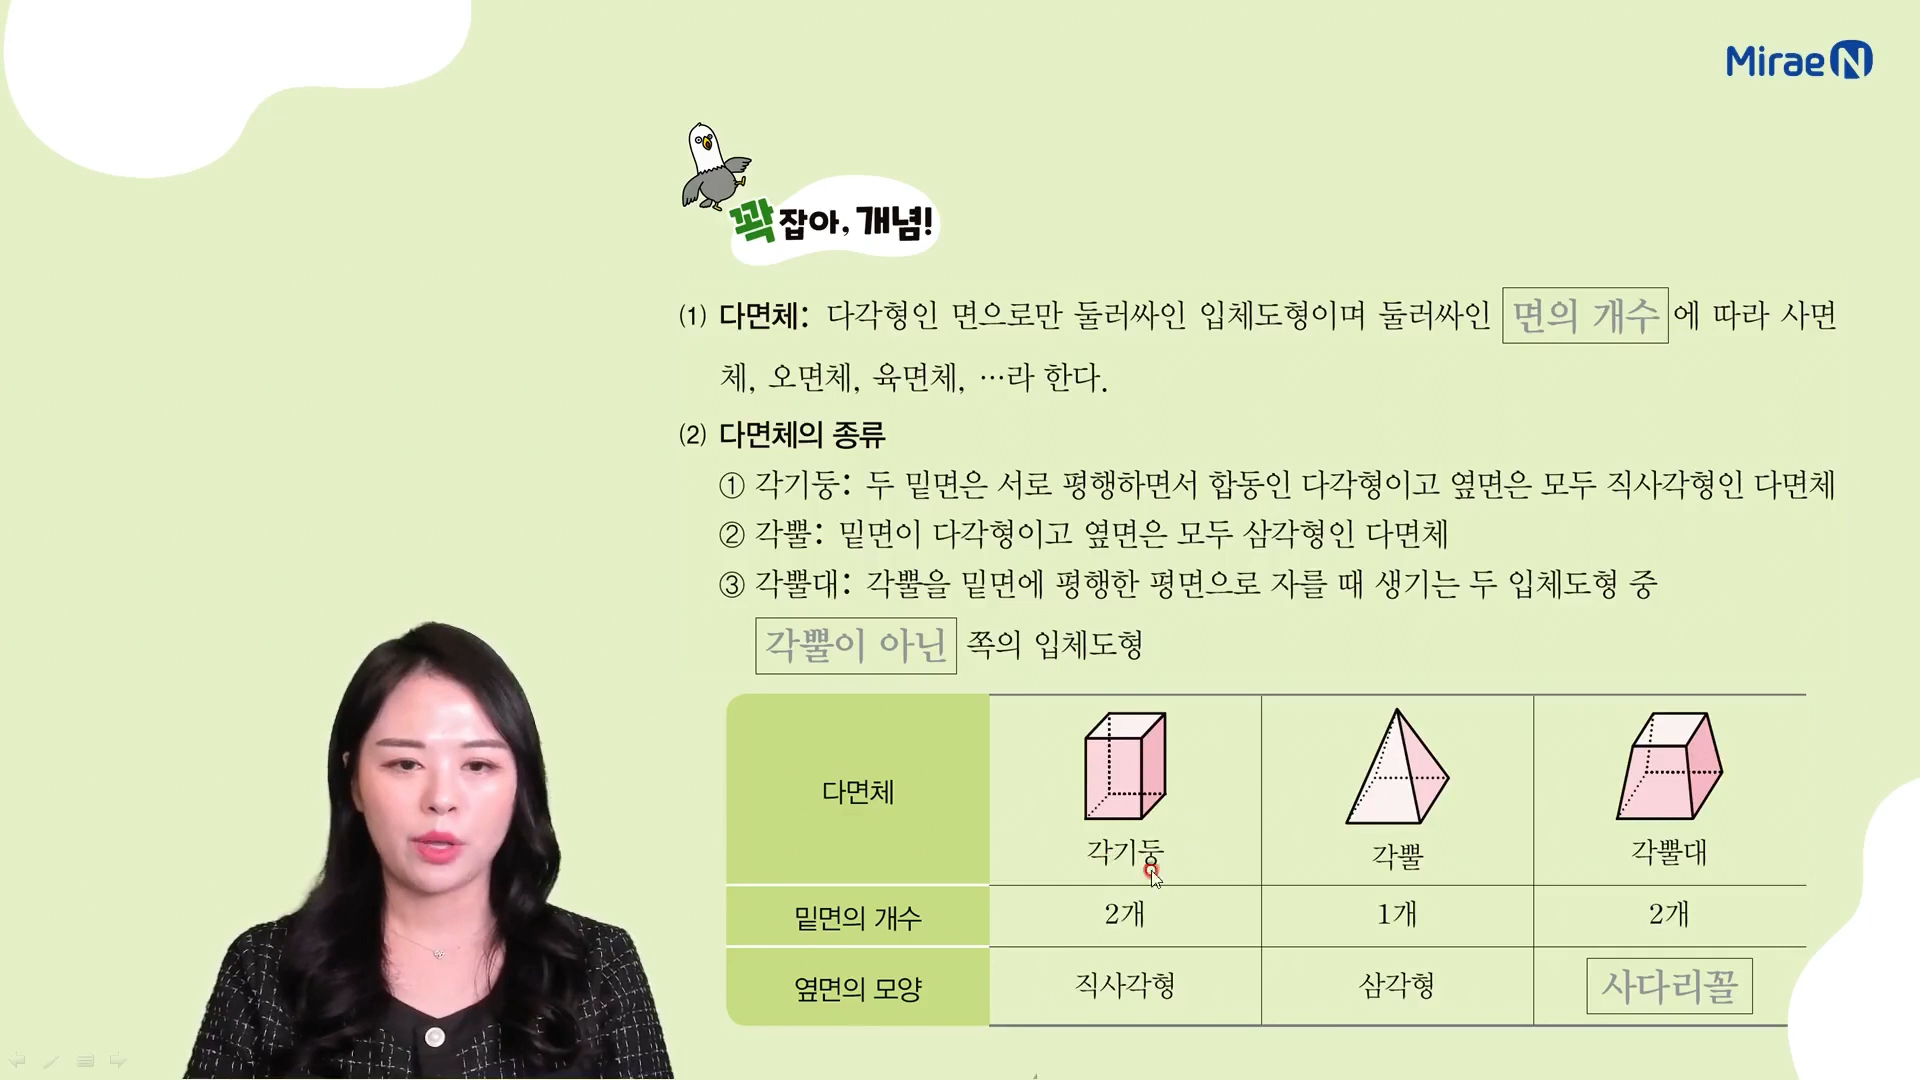 Mirae N
꽉 잡아, 개념!
(1) 다면체: 다각형인 면으로만 둘러싸인 입체도형이며 둘러싸인 면의 개수에 따라 사면
체, 오면체, 육면체, …라 한다.
(2) 다면체의 종류
① 각기둥: 두 밑면은 서로 평행하면서 합동인 다각형이고 옆면은 모두 직사각형인 다면체
② 각뿔: 밑면이 다각형이고 옆면은 모두 삼각형인 다면체
③ 각뿔대: 각뿔을 밑면에 평행한 평면으로 자를 때 생기는 두 입체도형 중
각뿔이 아닌 쪽의 입체도형
다면체 각기둥 각뿔 각뿔대
밑면의 개수 2개 1개 2개
옆면의 모양 직사각형 삼각형 사다리꼴